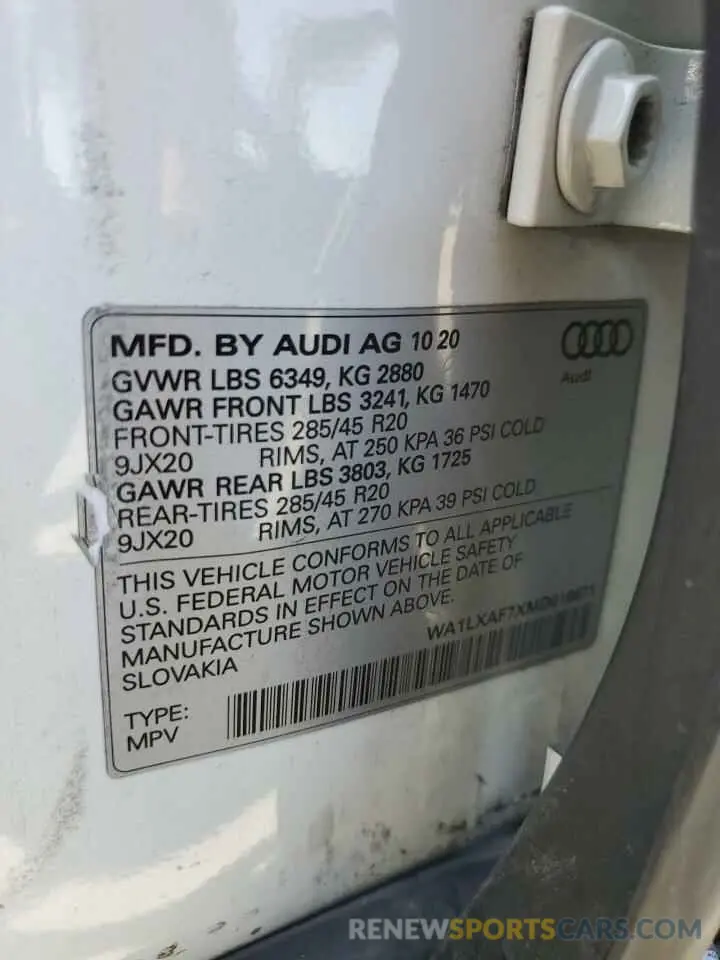 MFD. BY AUDI AG 10 20
Audi
GVWR LBS 6349, KG 2880
GAWR FRONT LBS 3241, KG 1470
FRONT-TIRES 285/45 R20
9JX20 RIMS, AT 250 KPA 36 PSI COLD
GAWR REAR LBS 3803, KG 1725
REAR-TIRES 285/45 R20
9JX20 RIMS, AT 270 KPA 39 PSI COLD
THIS VEHICLE CONFORMS TO ALL APPLICABLE
U.S. FEDERAL MOTOR VEHICLE SAFETY
STANDARDS IN EFFECT ON THE DATE OF
MANUFACTURE SHOWN ABOVE.
SLOVAKIA
TYPE:
MPV
RENEWSPORTSCARS.COM